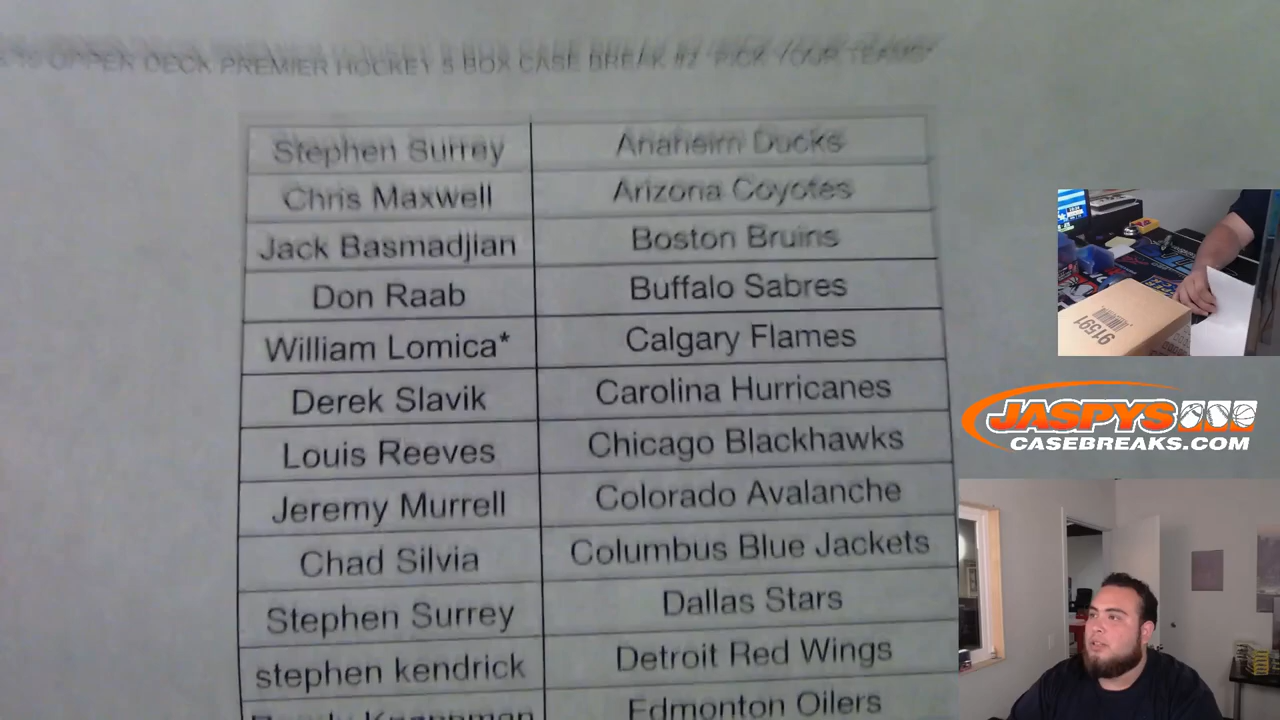 UPPER DECK PREMIER HOCKEY 5 BOX CASE BREAK #2 *PICK YOUR TEAMS*
Stephen Surrey Anaheim Ducks
Chris Maxwell Arizona Coyotes
Jack Basmadjian Boston Bruins
Don Raab Buffalo Sabres
William Lomica* Calgary Flames
Derek Slavik Carolina Hurricanes
Louis Reeves Chicago Blackhawks
Jeremy Murrell Colorado Avalanche
Chad Silvia Columbus Blue Jackets
Stephen Surrey Dallas Stars
stephen kendrick Detroit Red Wings
Edmonton Oilers
91591
JASPYS
CASEBREAKS.COM